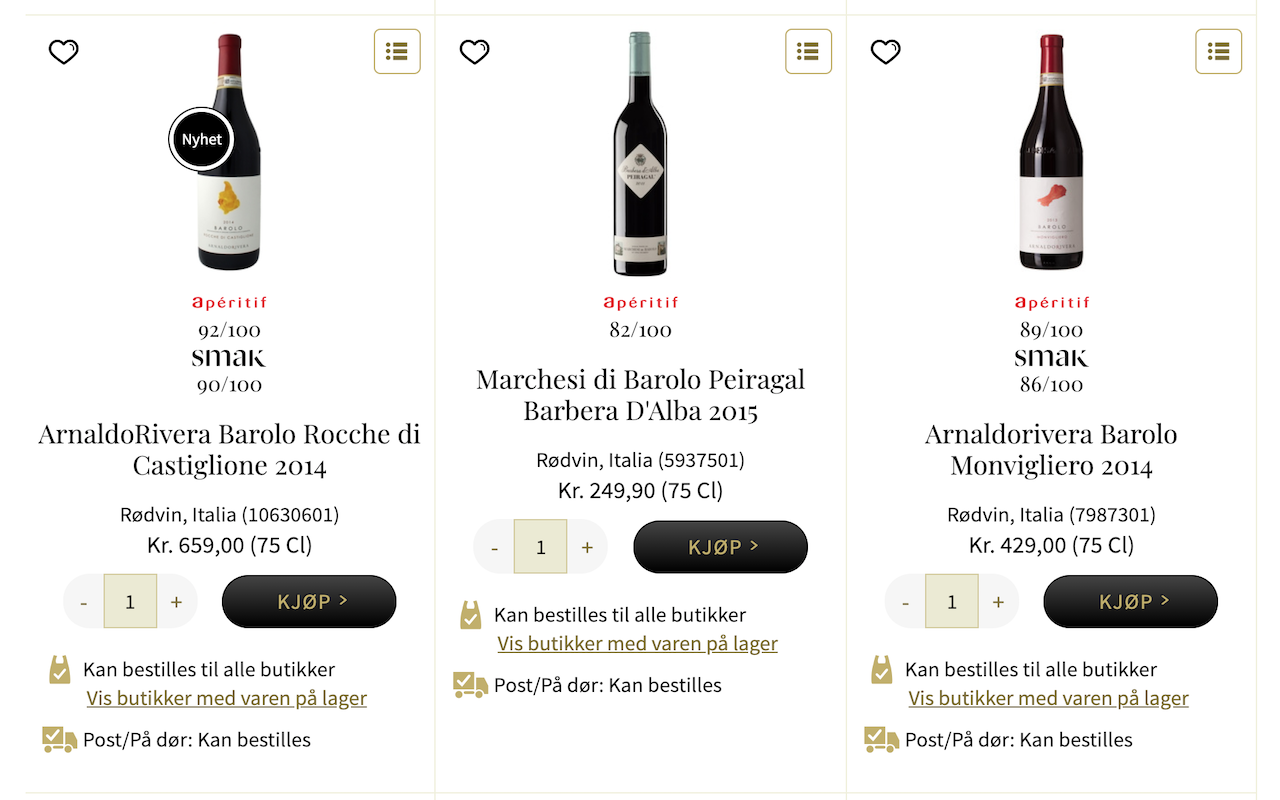 Nyhet
BAROLO
apéritif
92/100
smak
90/100
ArnaldoRivera Barolo Rocche di
Castiglione 2014
Rødvin, Italia (10630601)
Kr. 659,00 (75 Cl)
- 1 +
KJØP >
Kan bestilles til alle butikker
Vis butikker med varen på lager
Post/På dør: Kan bestilles
PEIRAGAL
apéritif
82/100
Marchesi di Barolo Peiragal
Barbera D'Alba 2015
Rødvin, Italia (5937501)
Kr. 249,90 (75 Cl)
- 1 +
KJØP >
Kan bestilles til alle butikker
Vis butikker med varen på lager
Post/På dør: Kan bestilles
BAROLO
apéritif
89/100
smak
86/100
Arnaldorivera Barolo
Monvigliero 2014
Rødvin, Italia (7987301)
Kr. 429,00 (75 Cl)
- 1 +
KJØP >
Kan bestilles til alle butikker
Vis butikker med varen på lager
Post/På dør: Kan bestilles